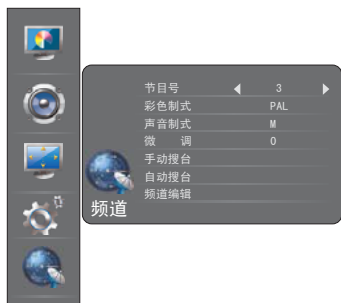 节目号 3
彩色制式 PAL
声音制式 M
微 调 0
手动搜台
自动搜台
频道编辑
频道